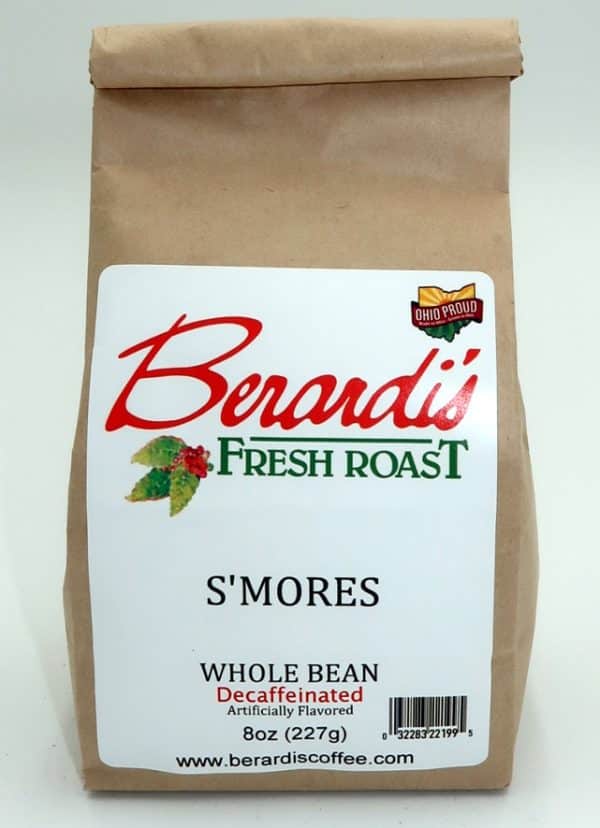 OHIO PROUD
Berardi's
FRESH ROAST
S'MORES
WHOLE BEAN
Decaffeinated
Artificially Flavored
8oz (227g)
0 32283 22199 5
www.berardiscoffee.com